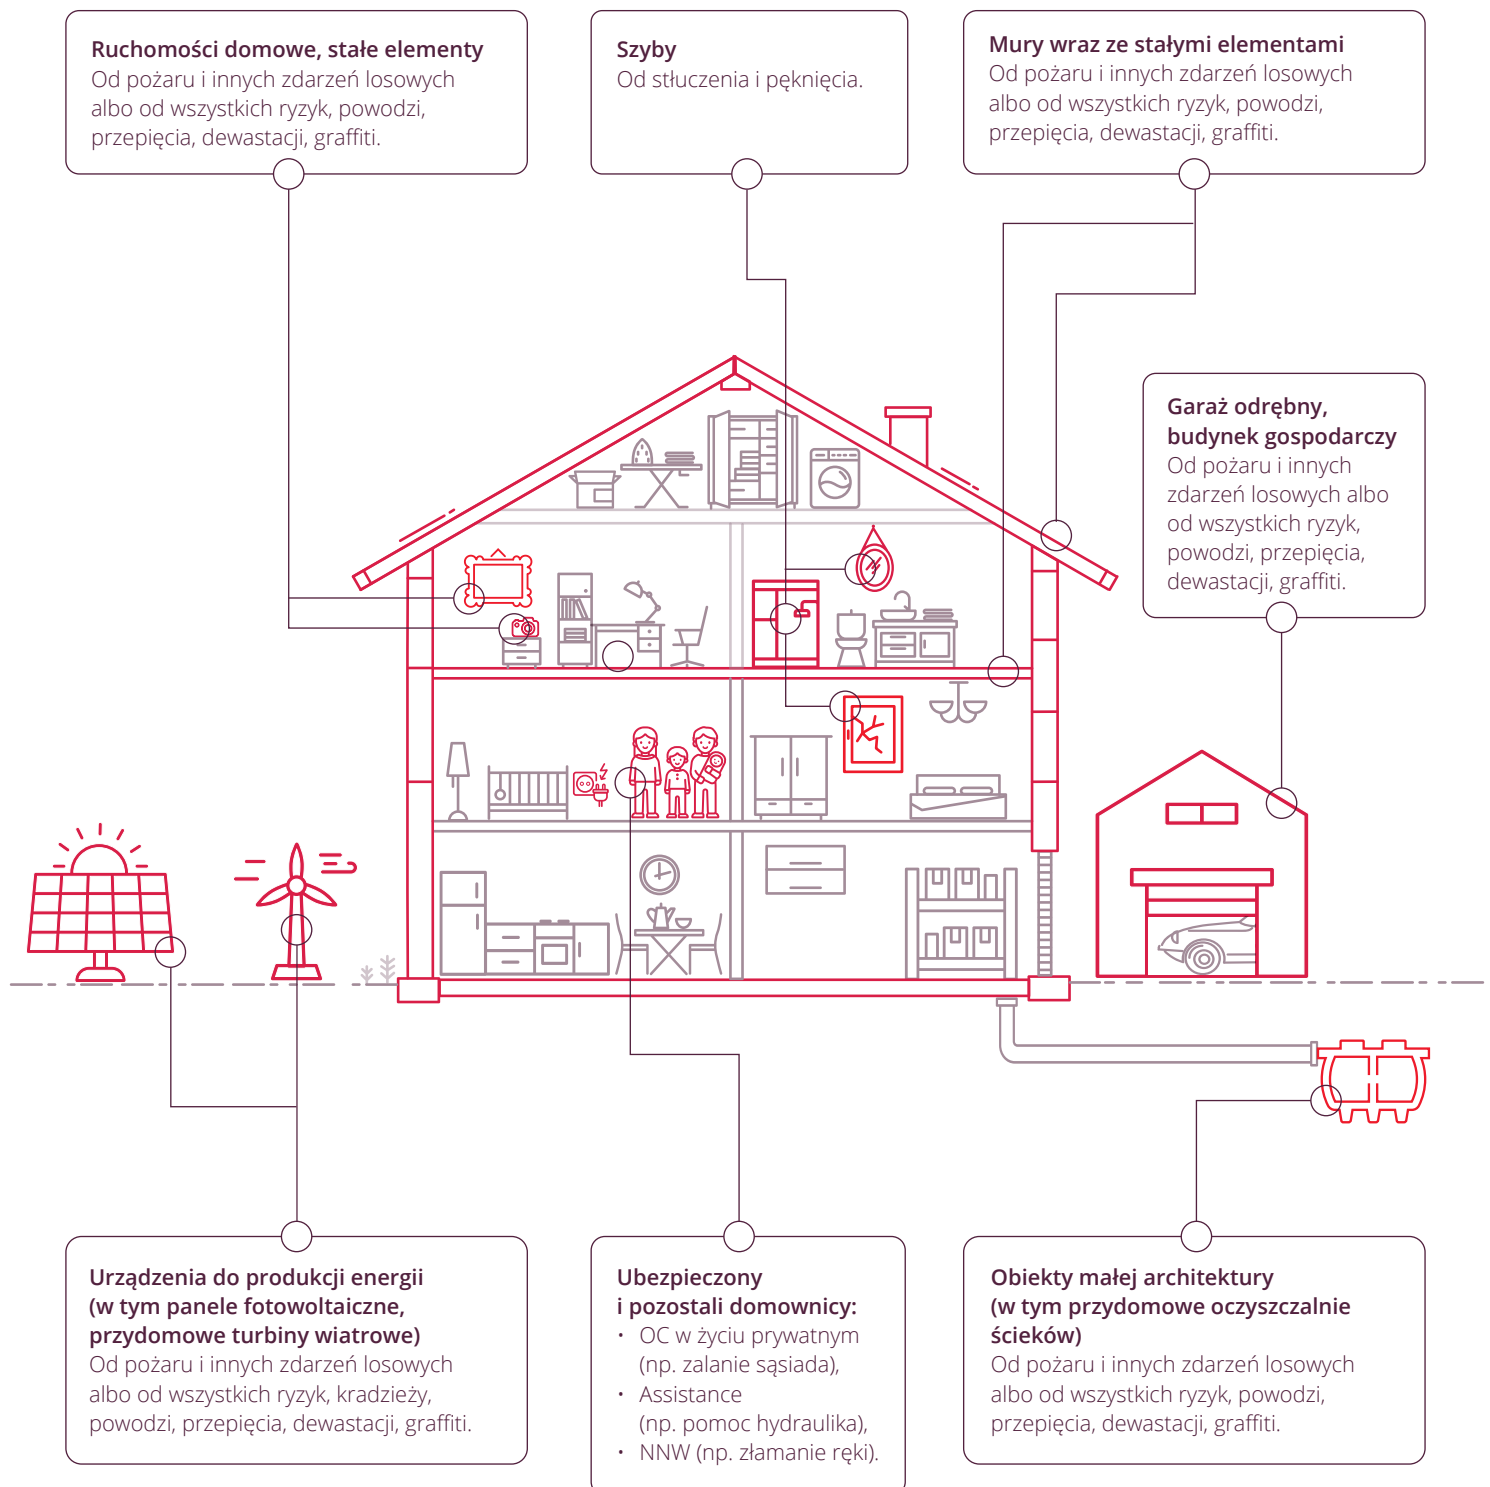 Ruchomości domowe, stałe elementy
Od pożaru i innych zdarzeń losowych
albo od wszystkich ryzyk, powodzi,
przepięcia, dewastacji, graffiti.
Szyby
Od stłuczenia i pęknięcia.
Mury wraz ze stałymi elementami
Od pożaru i innych zdarzeń losowych
albo od wszystkich ryzyk, powodzi,
przepięcia, dewastacji, graffiti.
Garaż odrębny,
budynek gospodarczy
Od pożaru i innych
zdarzeń losowych albo
od wszystkich ryzyk,
powodzi, przepięcia,
dewastacji, graffiti.
Urządzenia do produkcji energii
(w tym panele fotowoltaiczne,
przydomowe turbiny wiatrowe)
Od pożaru i innych zdarzeń losowych
albo od wszystkich ryzyk, kradzieży,
powodzi, przepięcia, dewastacji, graffiti.
Ubezpieczony
i pozostali domownicy:
• OC w życiu prywatnym
(np. zalanie sąsiada),
• Assistance
(np. pomoc hydraulika),
• NNW (np. złamanie ręki).
Obiekty małej architektury
(w tym przydomowe oczyszczalnie
ścieków)
Od pożaru i innych zdarzeń losowych
albo od wszystkich ryzyk, powodzi,
przepięcia, dewastacji, graffiti.